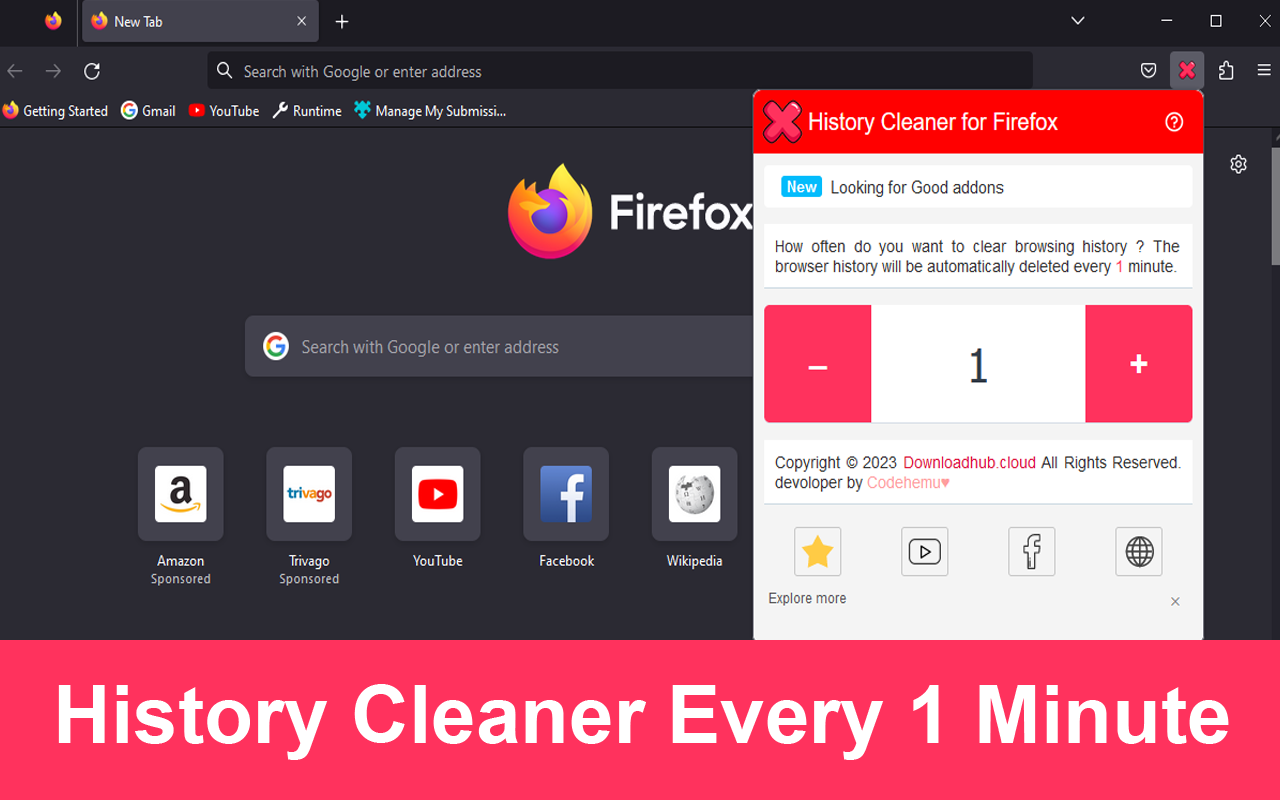 New Tab
Search with Google or enter address
Getting Started Gmail YouTube Runtime Manage My Submissi...
History Cleaner for Firefox
New Looking for Good addons
Firefox
How often do you want to clear browsing history ? The
browser history will be automatically deleted every 1 minute.
Search with Google or enter address
– 1 +
Copyright © 2023 Downloadhub.cloud All Rights Reserved.
devoloper by Codehemu♥
a trivago f
Amazon Trivago YouTube Facebook Wikipedia
Sponsored Sponsored
Explore more
History Cleaner Every 1 Minute